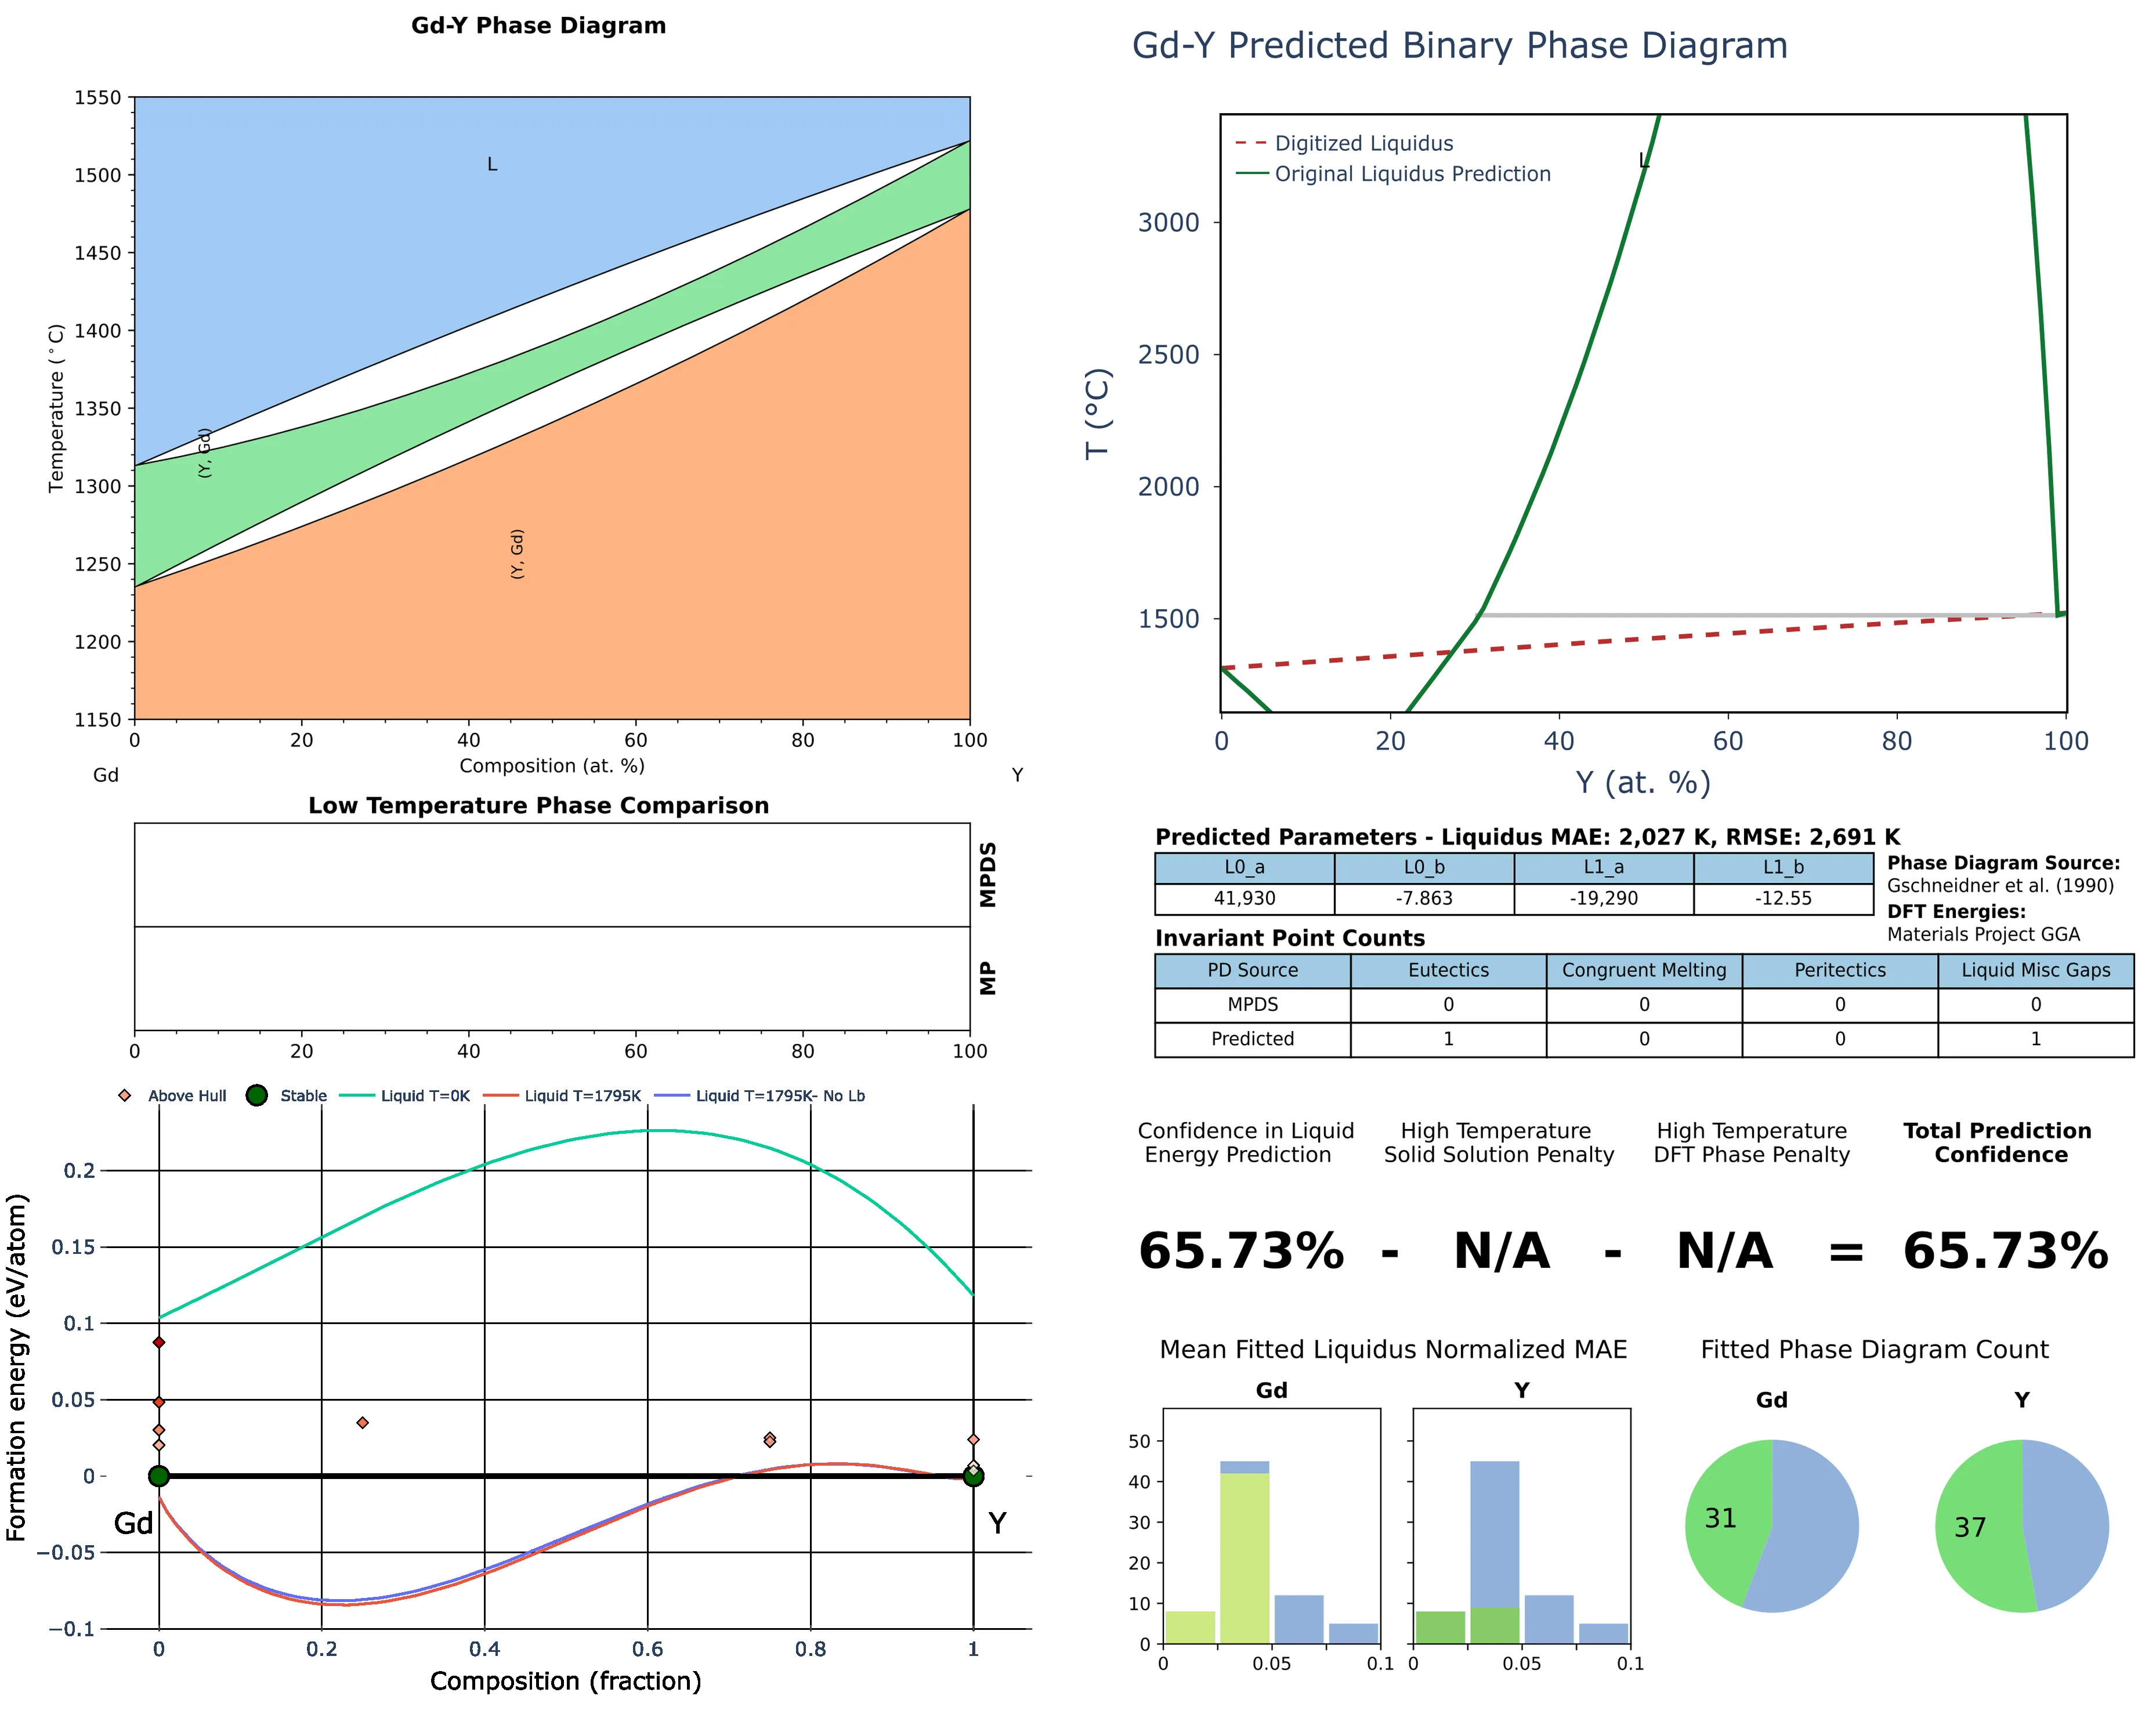 Gd-Y Phase Diagram
1550
1500
1450
1400
1350
1300
1250
1200
1150
Temperature (°C)
L
(Y, Gd)
(Y, Gd)
0 20 40 60 80 100
Composition (at. %)
Gd Y
Low Temperature Phase Comparison
MPDS
MP
0 20 40 60 80 100
Above Hull Stable Liquid T=0K Liquid T=1795K Liquid T=1795K- No Lb
0.2
0.15
0.1
0.05
0
−0.05
−0.1
Formation energy (eV/atom)
Gd Y
0 0.2 0.4 0.6 0.8 1
Composition (fraction)
Gd-Y Predicted Binary Phase Diagram
Digitized Liquidus
Original Liquidus Prediction
L
3000
2500
2000
1500
T (°C)
0 20 40 60 80 100
Y (at. %)
Predicted Parameters - Liquidus MAE: 2,027 K, RMSE: 2,691 K
L0_a L0_b L1_a L1_b
41,930 -7.863 -19,290 -12.55
Phase Diagram Source:
Gschneidner et al. (1990)
DFT Energies:
Materials Project GGA
Invariant Point Counts
PD Source Eutectics Congruent Melting Peritectics Liquid Misc Gaps
MPDS 0 0 0 0
Predicted 1 0 0 1
Confidence in Liquid
Energy Prediction
High Temperature
Solid Solution Penalty
High Temperature
DFT Phase Penalty
Total Prediction
Confidence
65.73% - N/A - N/A = 65.73%
Mean Fitted Liquidus Normalized MAE
Gd Y
50
40
30
20
10
0
0 0.05 0.1
0 0.05 0.1
Fitted Phase Diagram Count
Gd Y
31 37